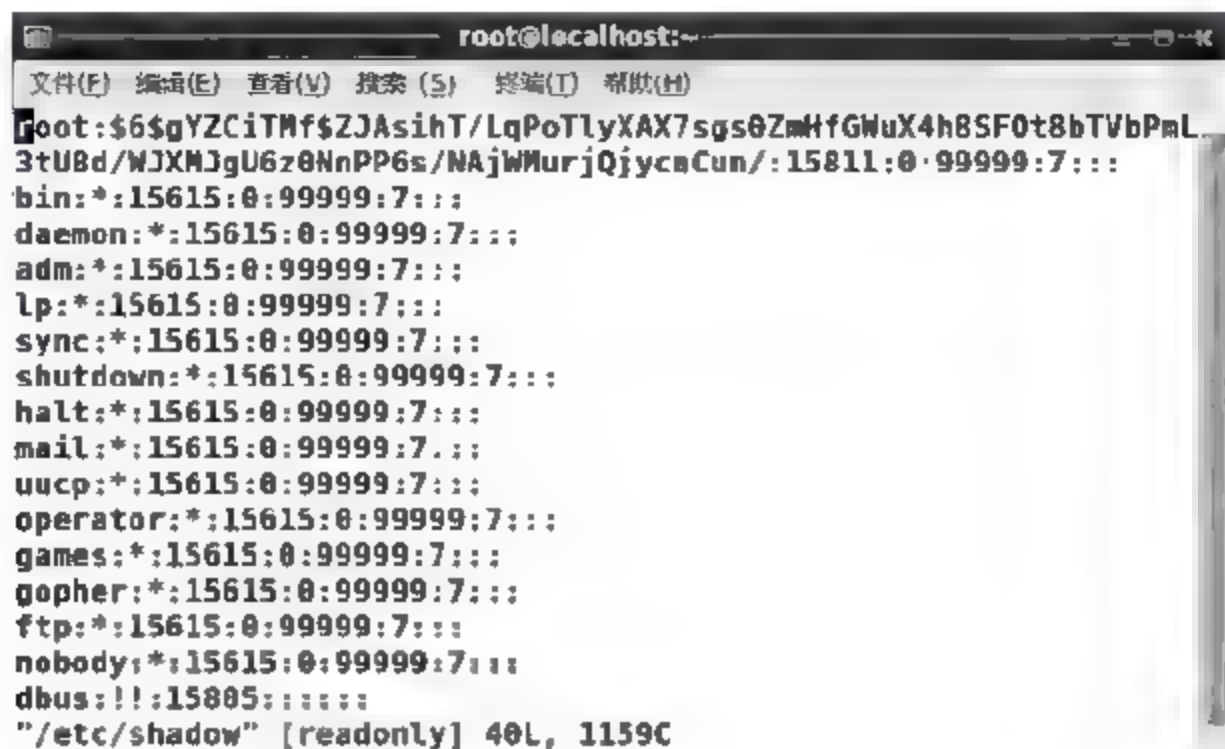 root@localhost:~
文件(F) 编辑(E) 查看(V) 搜索 (S) 终端(T) 帮助(H)
root:$6$gYZCiTMf$ZJAsihT/LqPoTlyXAX7sgs0ZmHfGWuX4h8SFOt8bTVbPmL
3tUBd/WJXMJgU6z0NnPP6s/NAjWMurjQjycmCum/:15811:0:99999:7:::
bin:*:15615:0:99999:7:::
daemon:*:15615:0:99999:7:::
adm:*:15615:0:99999:7:::
lp:*:15615:0:99999:7:::
sync:*:15615:0:99999:7:::
shutdown:*:15615:0:99999:7:::
halt:*:15615:0:99999:7:::
mail:*:15615:0:99999:7:::
uucp:*:15615:0:99999:7:::
operator:*:15615:0:99999:7:::
games:*:15615:0:99999:7:::
gopher:*:15615:0:99999:7:::
ftp:*:15615:0:99999:7:::
nobody:*:15615:0:99999:7:::
dbus:!!:15805::::::
"/etc/shadow" [readonly] 40L, 1159C